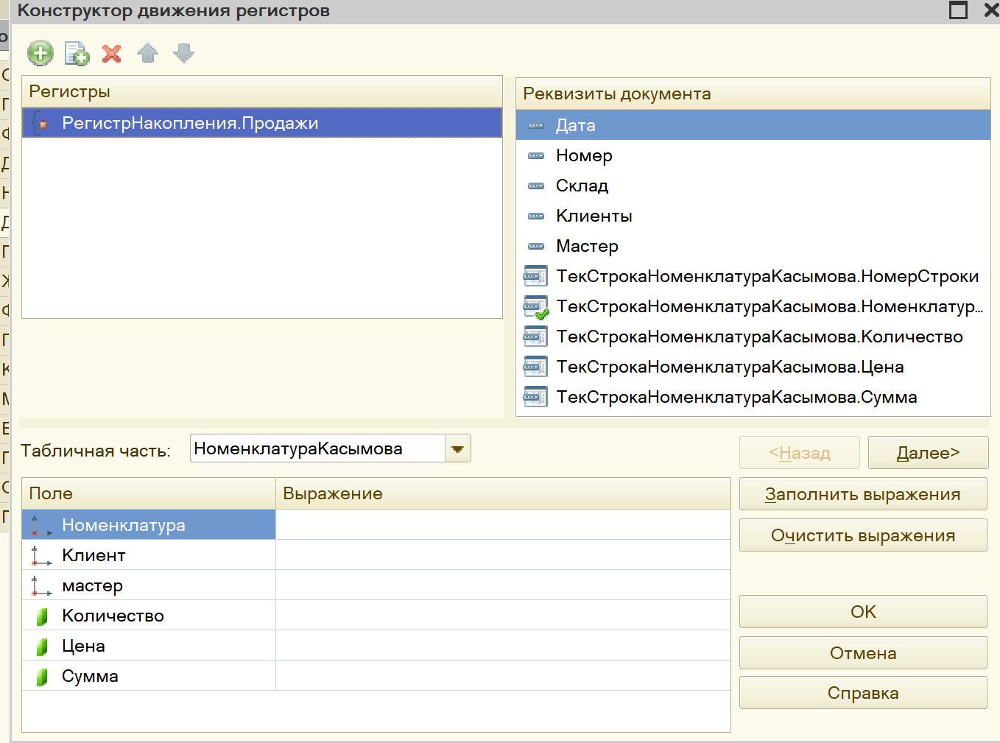 Конструктор движения регистров
Регистры
РегистрНакопления.Продажи
Реквизиты документа
Дата
Номер
Склад
Клиенты
Мастер
ТекСтрокаНоменклатураКасымова.НомерСтроки
ТекСтрокаНоменклатураКасымова.Номенклатур...
ТекСтрокаНоменклатураКасымова.Количество
ТекСтрокаНоменклатураКасымова.Цена
ТекСтрокаНоменклатураКасымова.Сумма
Табличная часть: НоменклатураКасымова
<Назад Далее>
Поле Выражение
Номенклатура
Клиент
мастер
Количество
Цена
Сумма
Заполнить выражения
Очистить выражения
ОК
Отмена
Справка